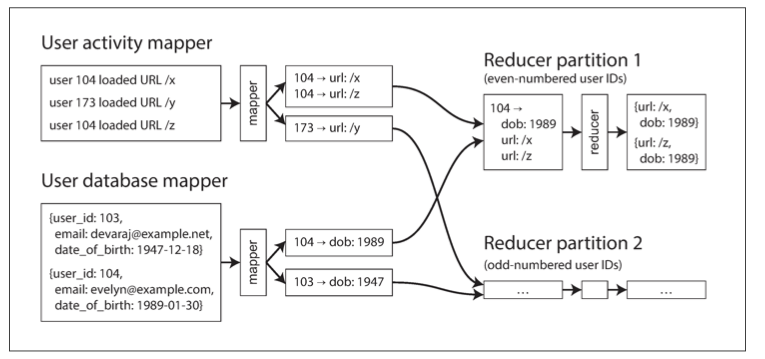 User activity mapper
user 104 loaded URL /x
user 173 loaded URL /y
user 104 loaded URL /z
mapper
104 → url: /x
104 → url: /z
173 → url: /y
User database mapper
{user_id: 103,
email: devaraj@example.net,
date_of_birth: 1947-12-18}
{user_id: 104,
email: evelyn@example.com,
date_of_birth: 1989-01-30}
mapper
104 → dob: 1989
103 → dob: 1947
Reducer partition 1
(even-numbered user IDs)
104 →
dob: 1989
url: /x
url: /z
reducer
{url: /x,
dob: 1989}
{url: /z,
dob: 1989}
Reducer partition 2
(odd-numbered user IDs)
...
...